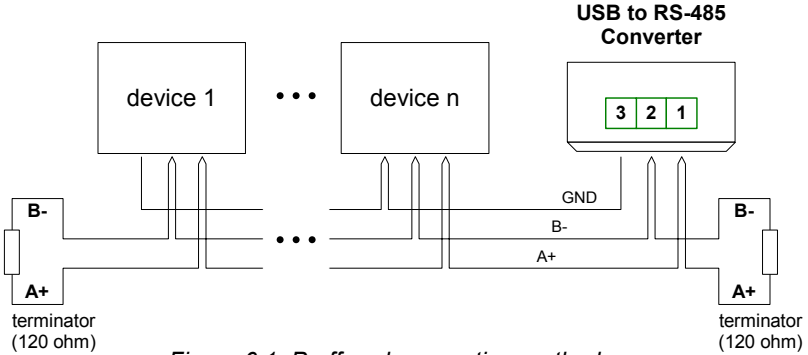 USB to RS-485
Converter
device 1
• • •
device n
3 2 1
GND
B-
B-
B-
• • •
A+
A+
A+
terminator
(120 ohm)
terminator
(120 ohm)